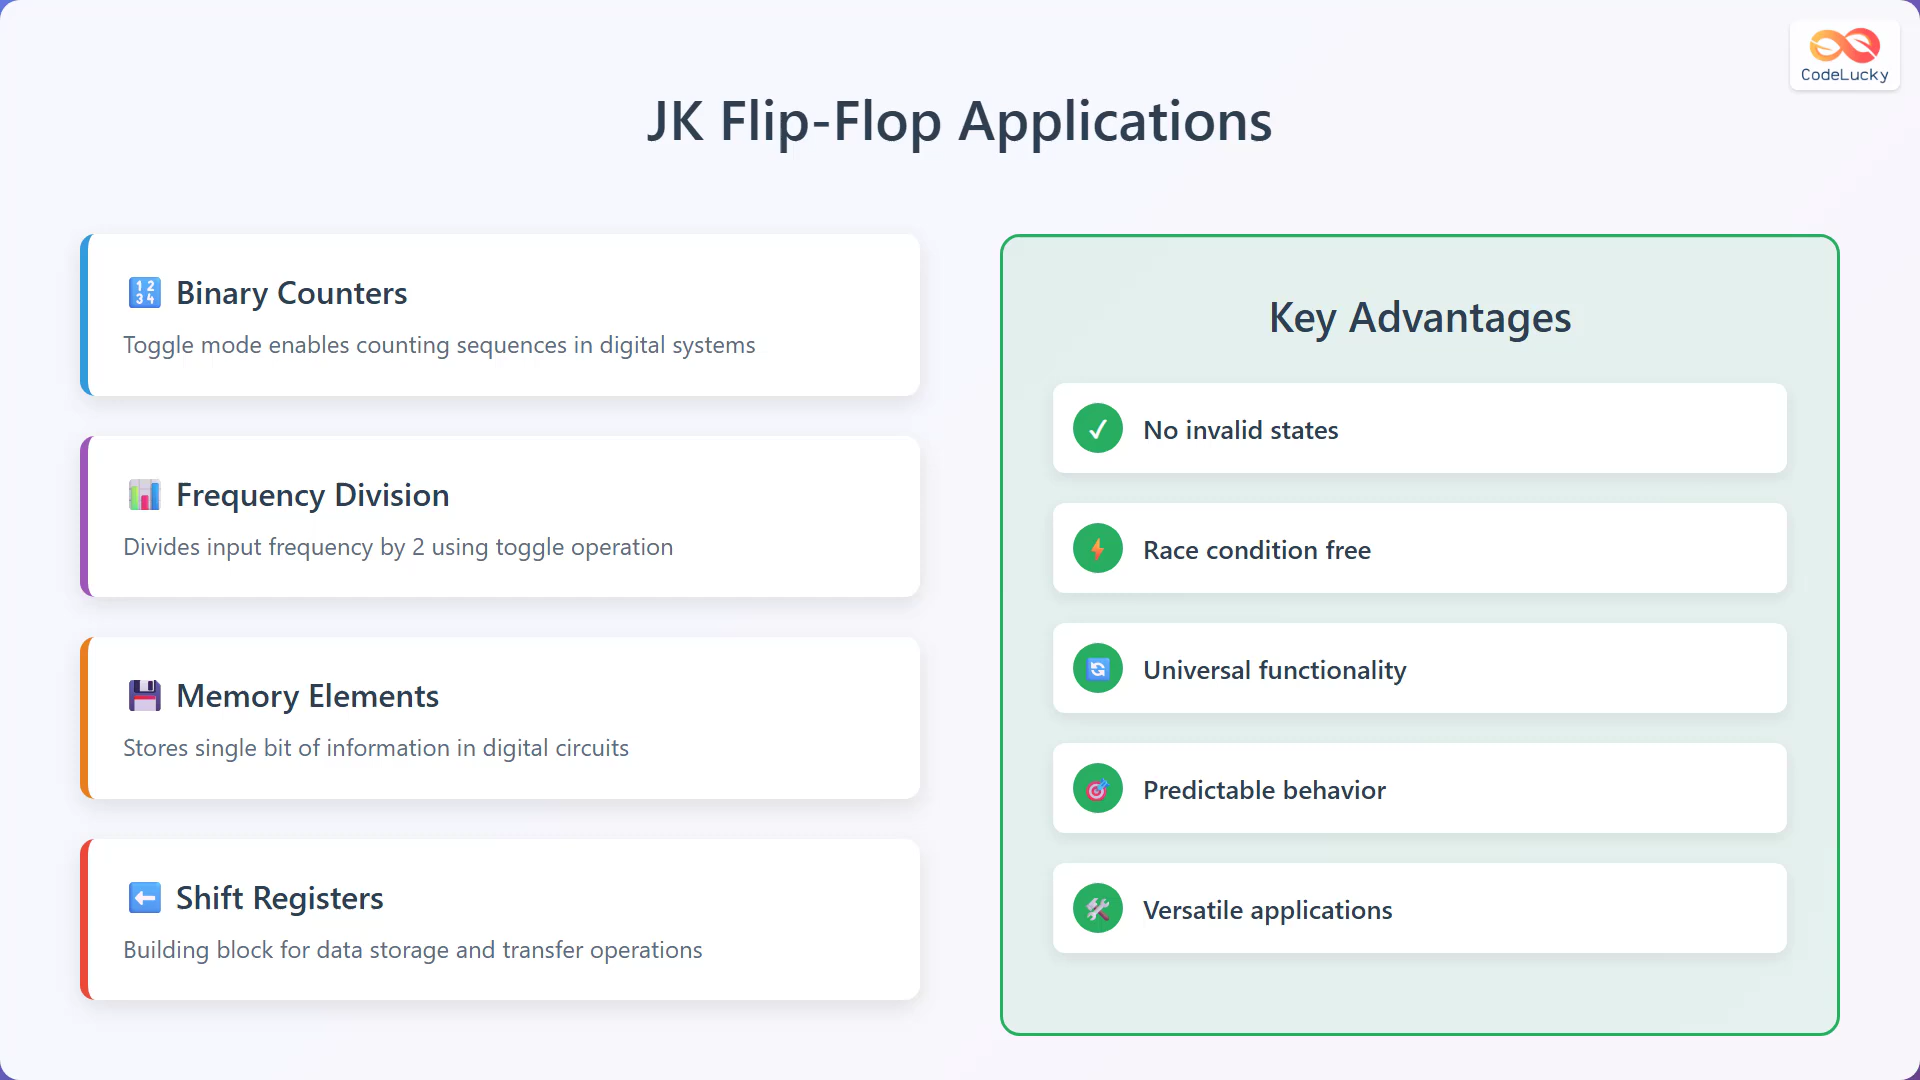 CodeLucky
JK Flip-Flop Applications
Binary Counters
Toggle mode enables counting sequences in digital systems
Frequency Division
Divides input frequency by 2 using toggle operation
Memory Elements
Stores single bit of information in digital circuits
Shift Registers
Building block for data storage and transfer operations
Key Advantages
No invalid states
Race condition free
Universal functionality
Predictable behavior
Versatile applications